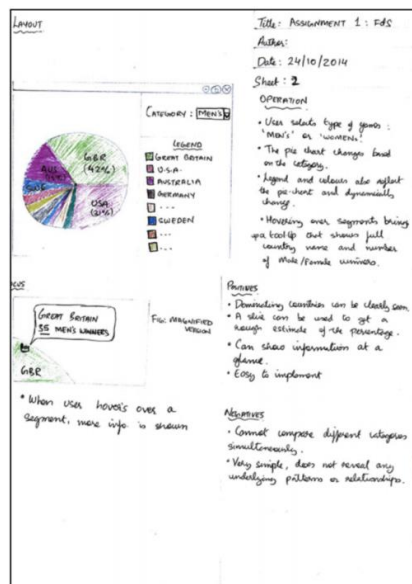 LAYOUT
Title: ASSIGNMENT 1: FdS
Author:
Date: 24/10/2014
Sheet: 2
CATEGORY: MEN'S
GBR
(42%)
AUS
SWE
USA
(21%)
LEGEND
GREAT BRITAIN
U.S.A.
AUSTRALIA
GERMANY
...
SWEDEN
...
...
OPERATION
• User selects type of games:
'MEN'S' or 'WOMENS'
• The pie chart changes based
on the category.
• Legend and colours also reflect
the pie-chart and dynamically
change.
• Hovering over segments brings
up a tooltip that shows full
country name and number
of Male/Female winners.
OCUS
GREAT BRITAIN
35 MEN'S WINNERS
GBR
FIG: MAGNIFIED
VERSION
• When user hover's over a
segment, more info is shown
POSITIVES
• Dominating countries can be clearly seen.
• A slice can be used to get a
rough estimate of the percentage.
• Can show information at a
glance.
• Easy to implement
NEGATIVES
• Cannot compare different categories
simultaneously.
• Very simple, does not reveal any
underlying patterns or relationships.